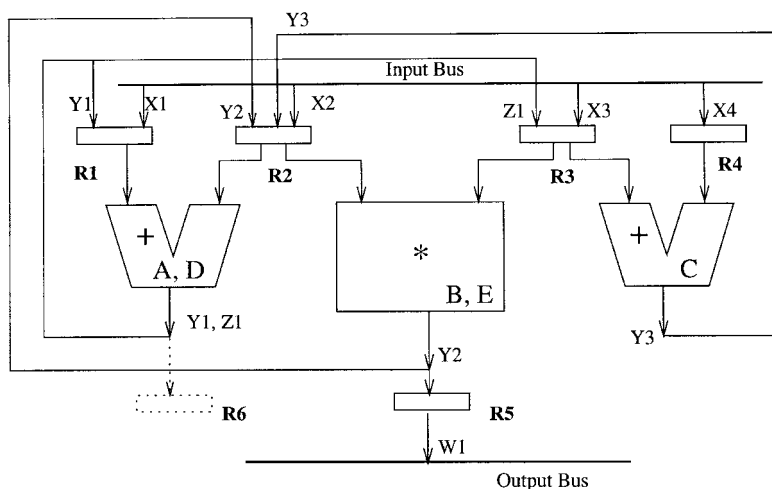 Y3
Input Bus
Y1
X1
Y2
X2
Z1
X3
X4
R1
R2
R3
R4
+
A, D
*
B, E
+
C
Y1, Z1
Y2
Y3
R6
R5
W1
Output Bus